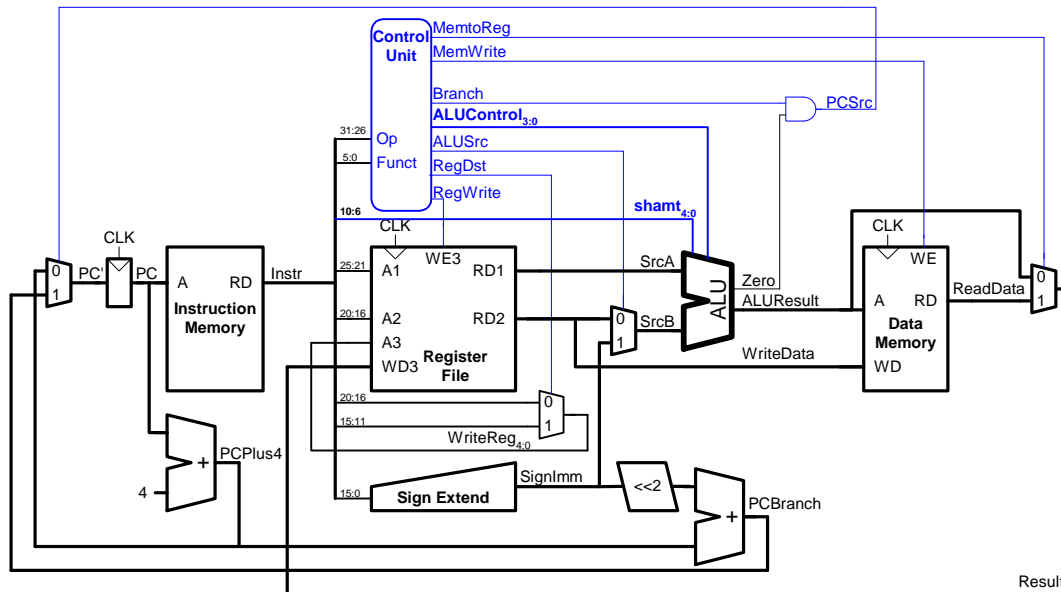 MemtoReg
Control
Unit
MemWrite
Branch
PCSrc
ALUControl3:0
31:26
Op
ALUSrc
5:0
Funct
RegDst
RegWrite
10:6
shamt4:0
CLK
CLK
CLK
0
1
PC'
PC
A
RD
Instr
Instruction
Memory
25:21
A1
WE3
RD1
SrcA
20:16
A2
RD2
0
1
SrcB
A3
WD3
Register
File
ALU
Zero
ALUResult
WriteData
WE
A
RD
Data
Memory
WD
ReadData
0
1
20:16
0
15:11
1
WriteReg4:0
PCPlus4
+
4
15:0
Sign Extend
SignImm
<<2
+
PCBranch
Result